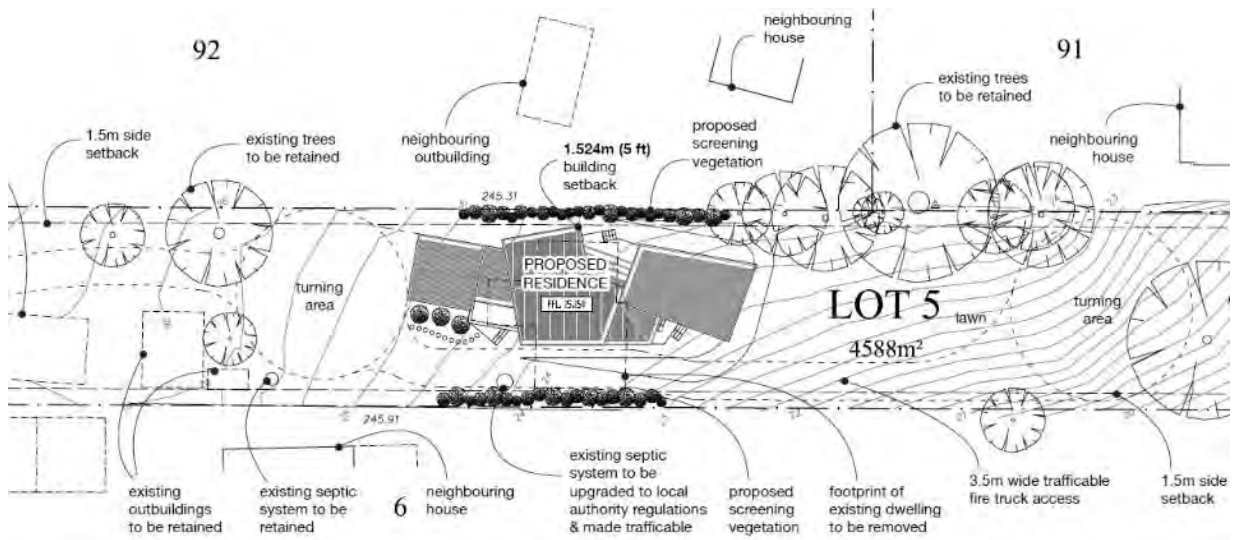 92
neighbouring
house
91
existing trees
to be retained
1.5m side
setback
existing trees
to be retained
neighbouring
outbuilding
1.524m (5 ft)
building
setback
proposed
screening
vegetation
neighbouring
house
245.31
PROPOSED
RESIDENCE
turning
area
LOT 5
lawn
4588m²
turning
area
245.91
existing
outbuildings
to be retained
existing septic
system to be
retained
6
neighbouring
house
existing septic
system to be
upgraded to local
authority regulations
& made trafficable
proposed
screening
vegetation
footprint of
existing dwelling
to be removed
3.5m wide trafficable
fire truck access
1.5m side
setback